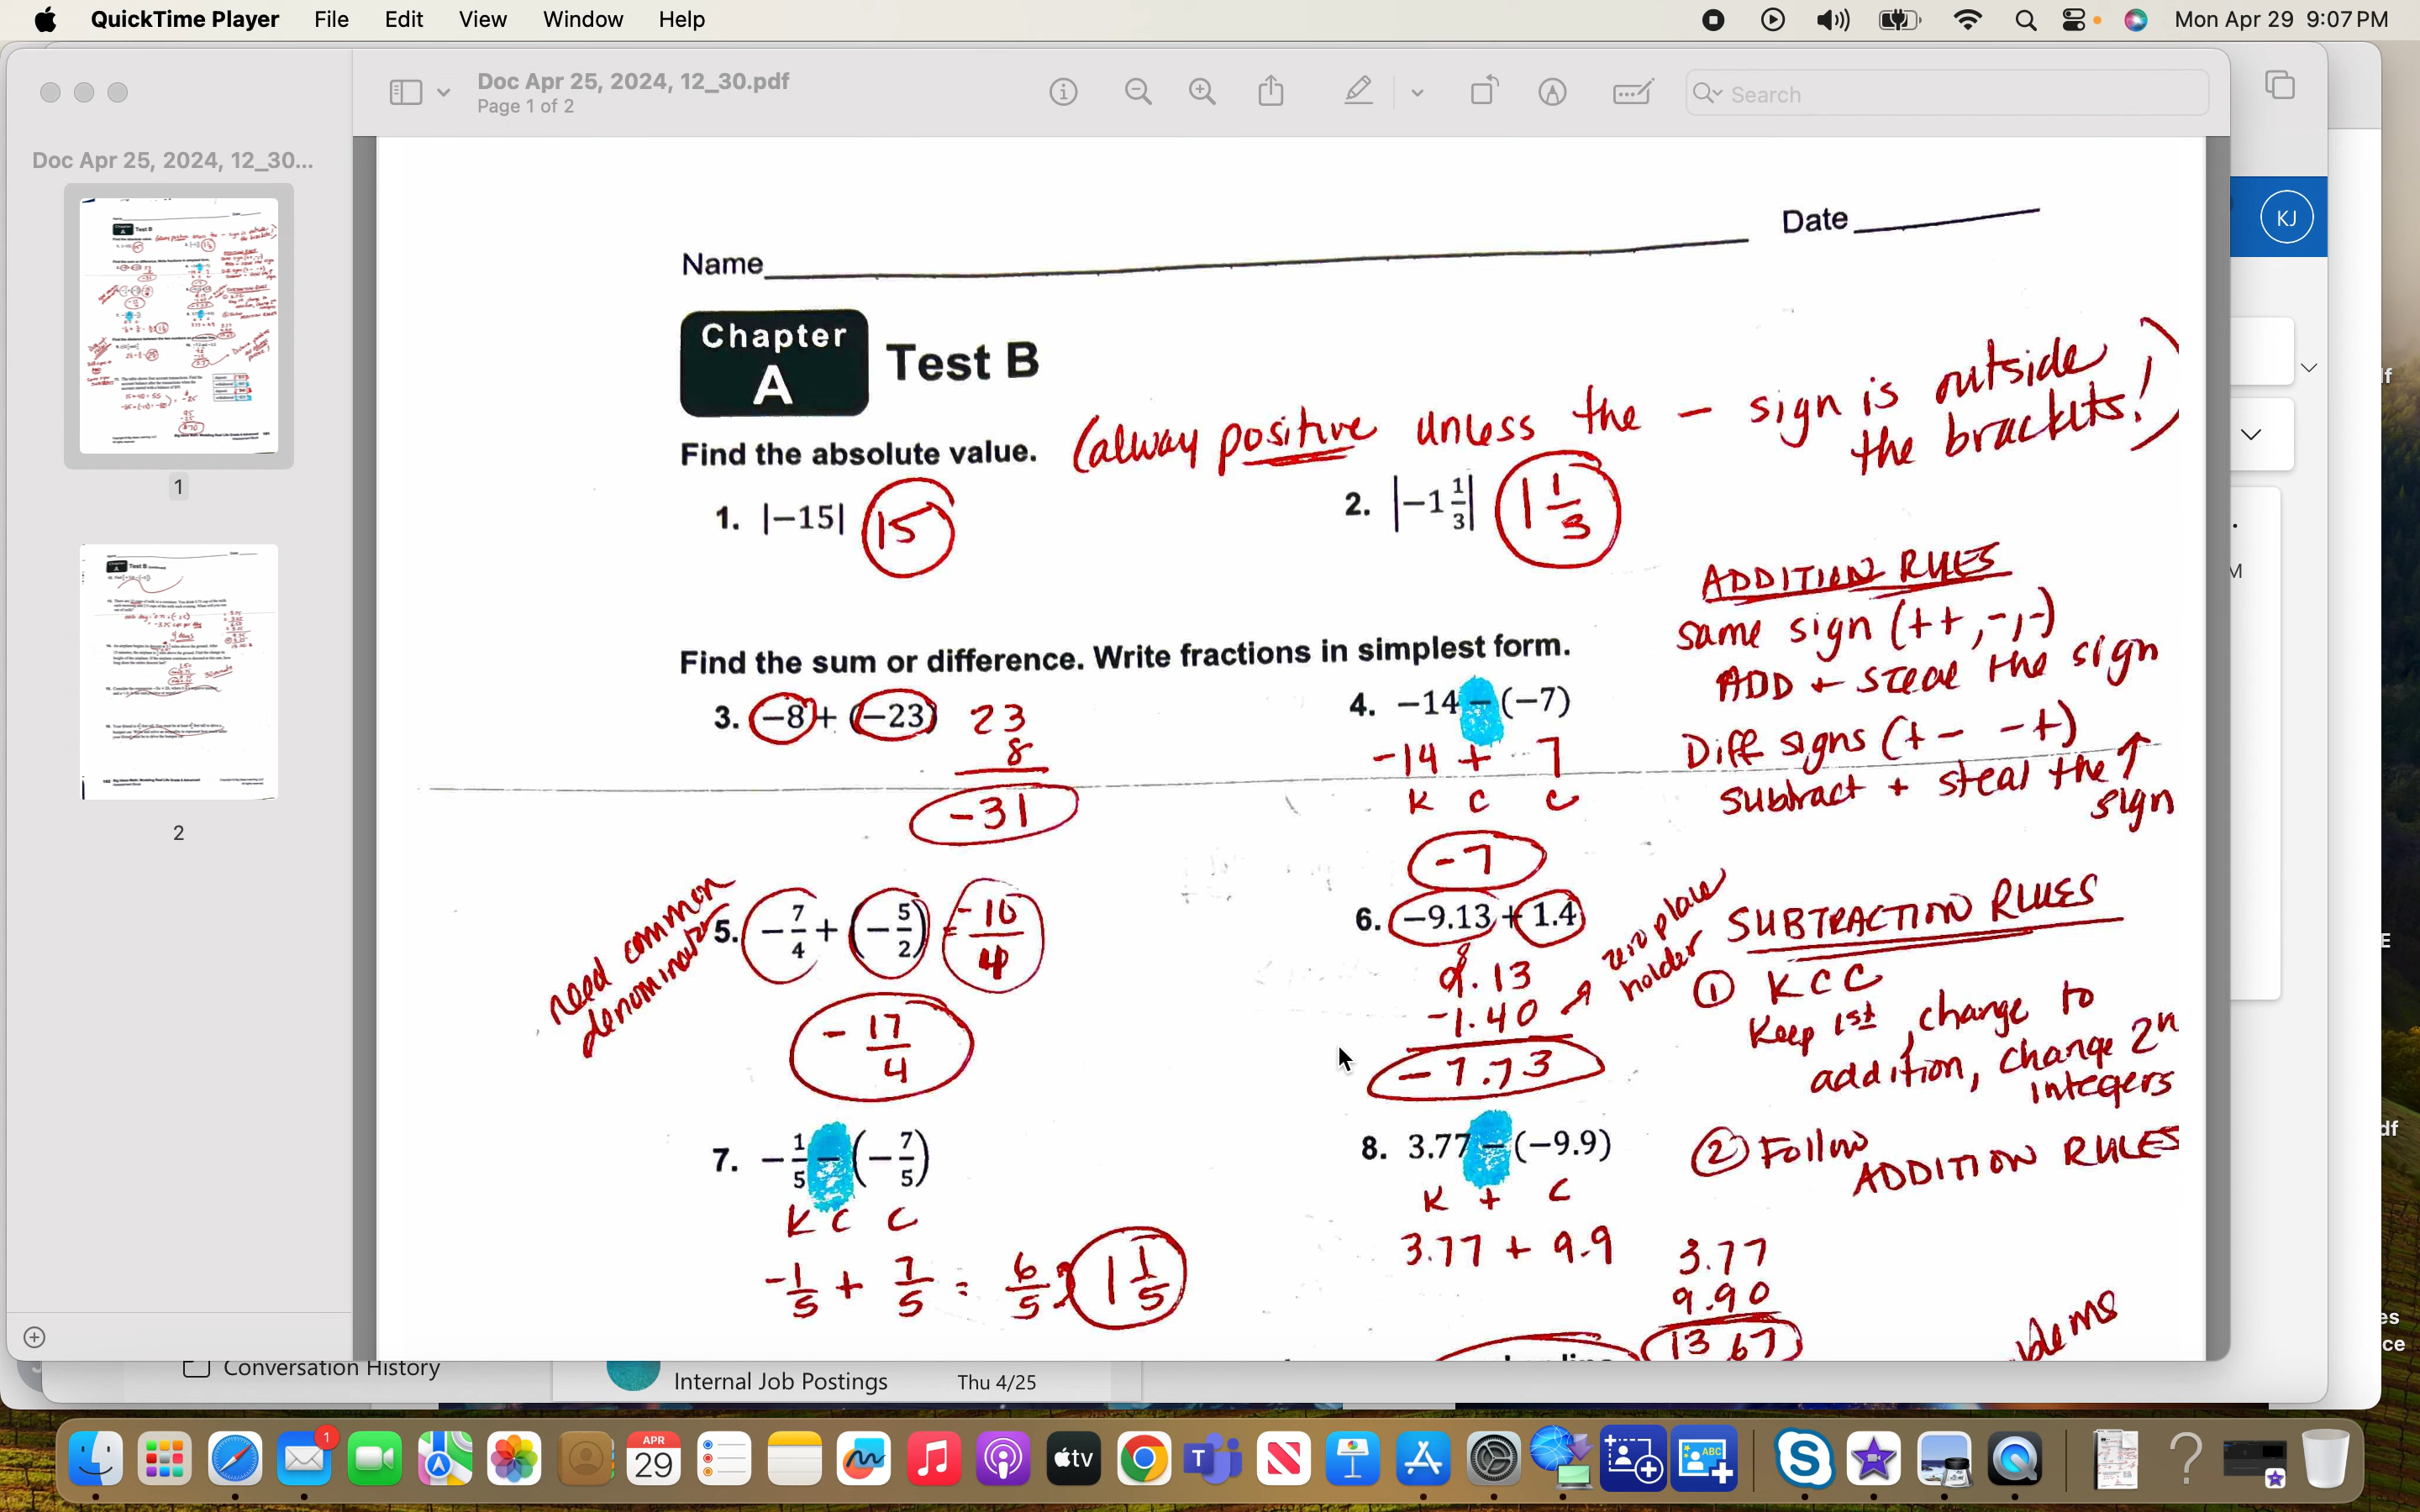 QuickTime Player File Edit View Window Help Mon Apr 29 9:07 PM
Doc Apr 25, 2024, 12_30.pdf
Page 1 of 2
Search
Doc Apr 25, 2024, 12_30...
1
2
KJ
Name
Date
Chapter A
Test B
Find the absolute value. (alway positive unless the − sign is outside
the brackets!)
1. |−15| 15
2. |−1 1/3| 1 1/3
ADDITION RULES
same sign (++, -,-)
ADD + steal the sign
Diff signs (+ − − +)
subtract + steal the ↑
sign
Find the sum or difference. Write fractions in simplest form.
3. −8 + (−23) 23
8
−31
4. −14 − (−7)
−14 + 7
K C C
−7
need common
denominator
5. −7/4 + (−5/2) = −10/4
−17/4
6. −9.13 + 1.4
8
9.13
−1.40
zero place
holder
−7.73
SUBTRACTION RULES
① KCC
Keep 1st, change to
addition, change 2n
integers
② Follow
ADDITION RULES
7. −1/5 − (−7/5)
K C C
−1/5 + 7/5 = 6/5 = 1 1/5
8. 3.77 − (−9.9)
K + C
3.77 + 9.9
3.77
9.90
13.67
Conversation History
Internal Job Postings Thu 4/25
1
APR
29
tv
T
N
ABC
S